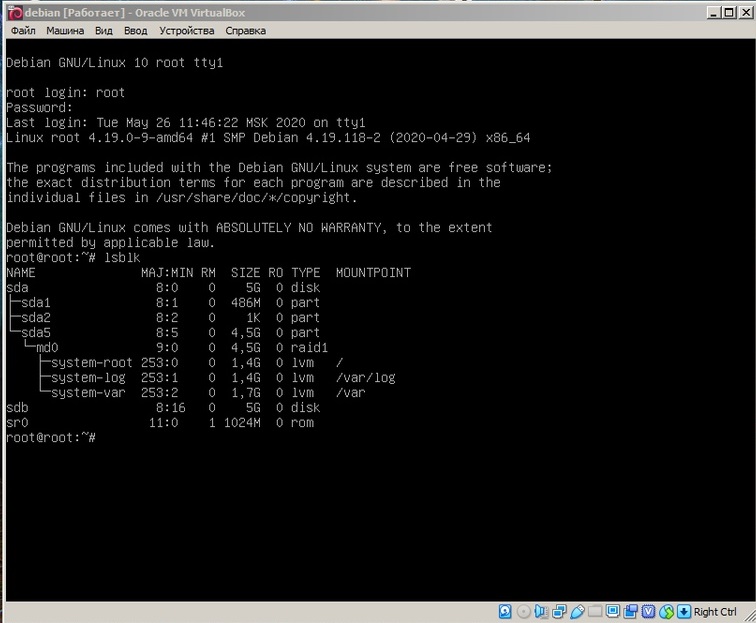 debian [Работает] - Oracle VM VirtualBox
Файл Машина Вид Ввод Устройства Справка
Debian GNU/Linux 10 root tty1
root login: root
Password:
Last login: Tue May 26 11:46:22 MSK 2020 on tty1
Linux root 4.19.0-9-amd64 #1 SMP Debian 4.19.118-2 (2020-04-29) x86_64
The programs included with the Debian GNU/Linux system are free software;
the exact distribution terms for each program are described in the
individual files in /usr/share/doc/*/copyright.
Debian GNU/Linux comes with ABSOLUTELY NO WARRANTY, to the extent
permitted by applicable law.
root@root:~# lsblk
NAME MAJ:MIN RM SIZE RO TYPE MOUNTPOINT
sda 8:0 0 5G 0 disk
├─sda1 8:1 0 486M 0 part
├─sda2 8:2 0 1K 0 part
└─sda5 8:5 0 4,5G 0 part
└─md0 9:0 0 4,5G 0 raid1
├─system-root 253:0 0 1,4G 0 lvm /
├─system-log 253:1 0 1,4G 0 lvm /var/log
└─system-var 253:2 0 1,7G 0 lvm /var
sdb 8:16 0 5G 0 disk
sr0 11:0 1 1024M 0 rom
root@root:~#
Right Ctrl